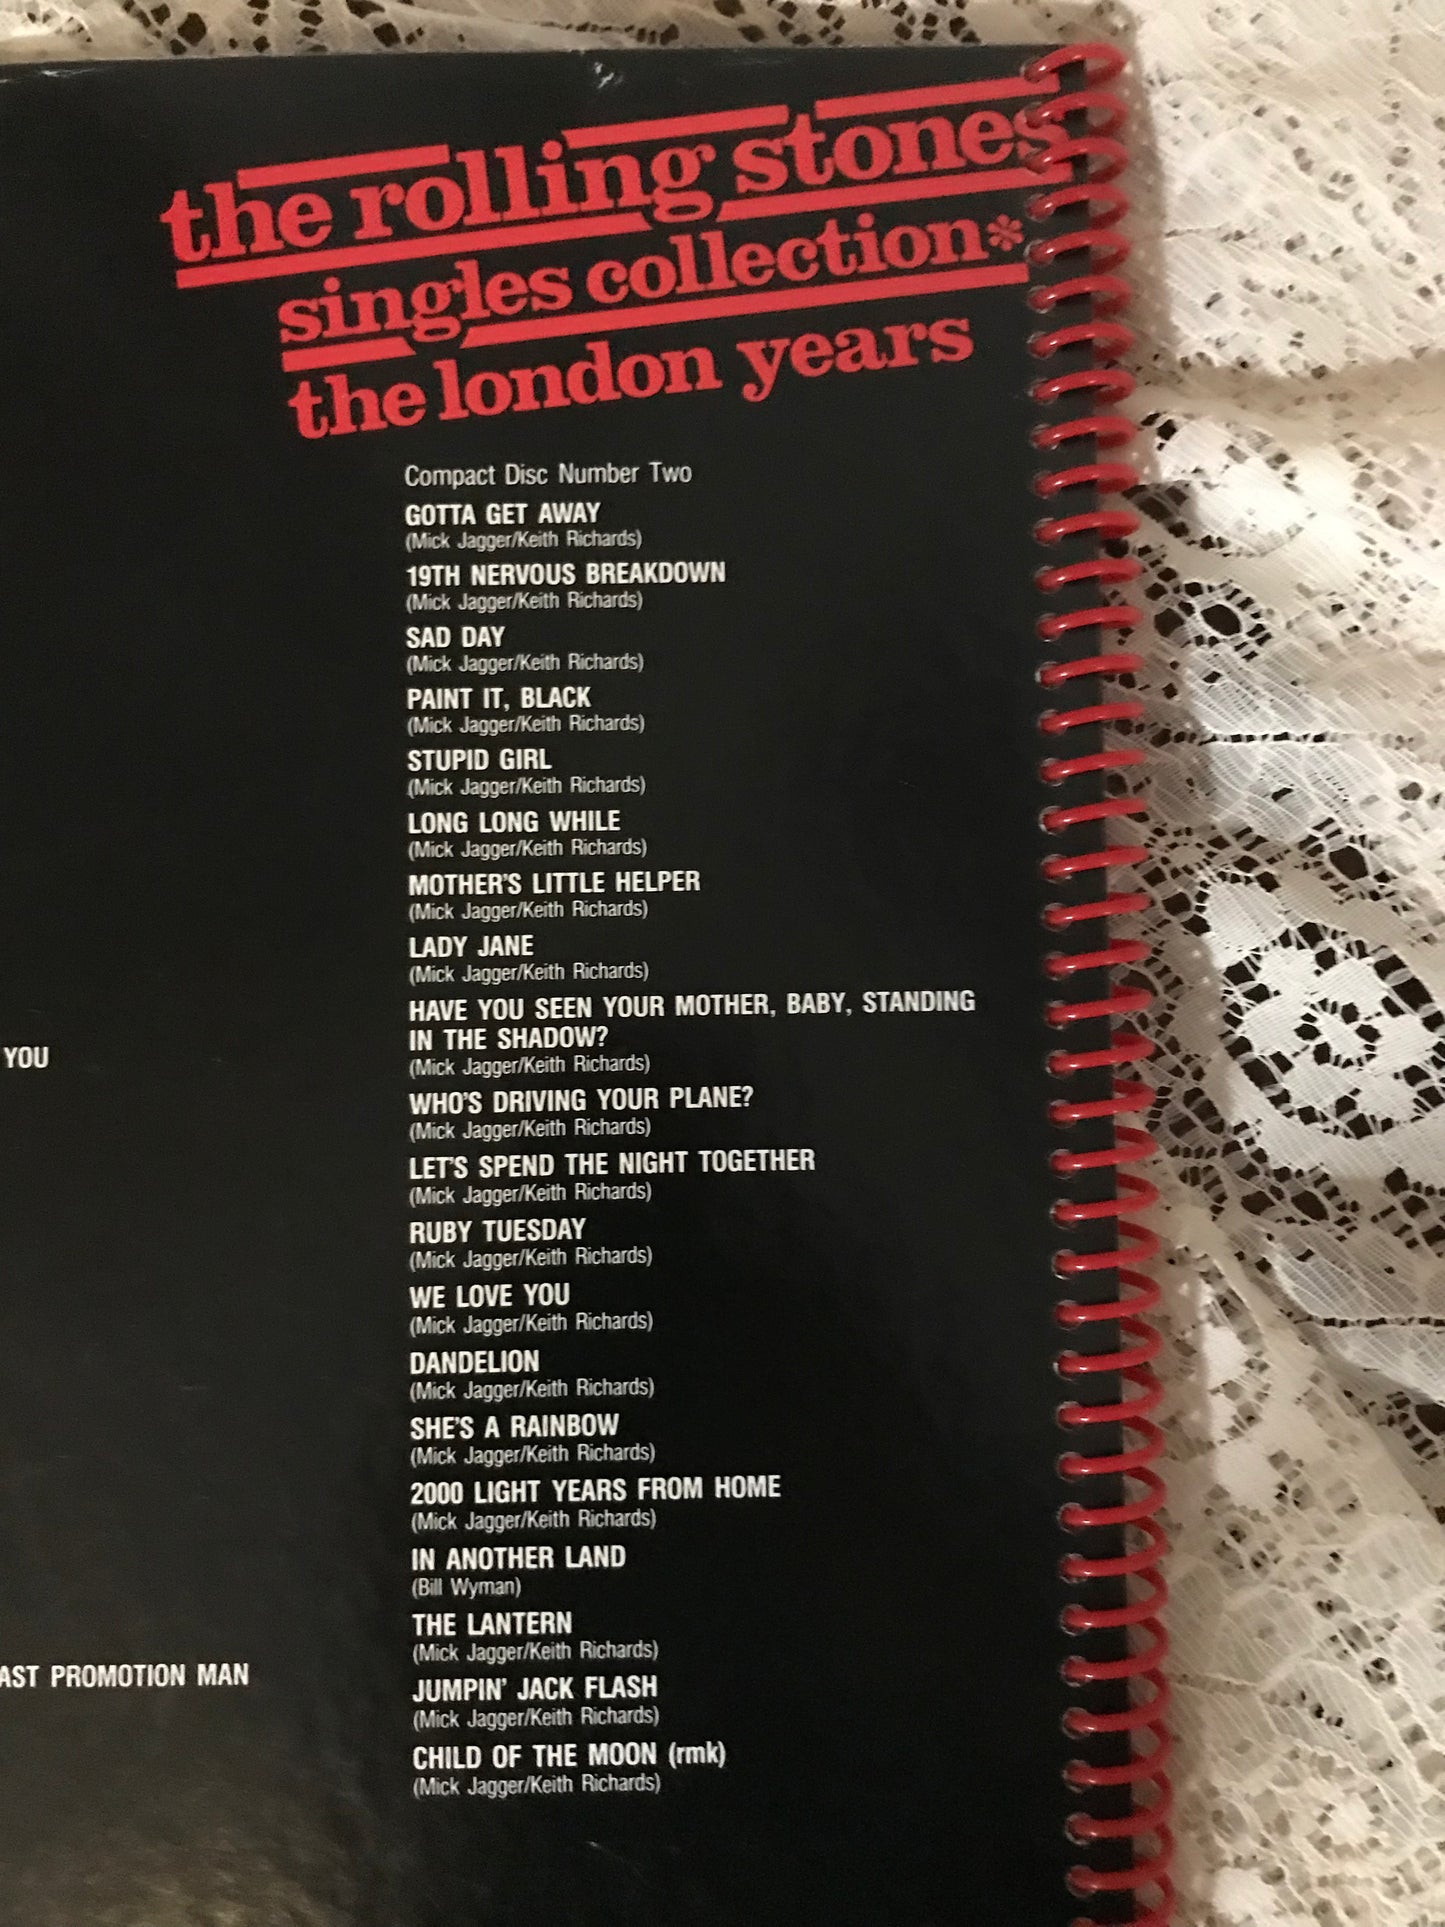 the rolling stones
singles collection*
the london years
Compact Disc Number Two
GOTTA GET AWAY
(Mick Jagger/Keith Richards)
19TH NERVOUS BREAKDOWN
(Mick Jagger/Keith Richards)
SAD DAY
(Mick Jagger/Keith Richards)
PAINT IT, BLACK
(Mick Jagger/Keith Richards)
STUPID GIRL
(Mick Jagger/Keith Richards)
LONG LONG WHILE
(Mick Jagger/Keith Richards)
MOTHER'S LITTLE HELPER
(Mick Jagger/Keith Richards)
LADY JANE
(Mick Jagger/Keith Richards)
HAVE YOU SEEN YOUR MOTHER, BABY, STANDING
IN THE SHADOW?
(Mick Jagger/Keith Richards)
WHO'S DRIVING YOUR PLANE?
(Mick Jagger/Keith Richards)
LET'S SPEND THE NIGHT TOGETHER
(Mick Jagger/Keith Richards)
RUBY TUESDAY
(Mick Jagger/Keith Richards)
WE LOVE YOU
(Mick Jagger/Keith Richards)
DANDELION
(Mick Jagger/Keith Richards)
SHE'S A RAINBOW
(Mick Jagger/Keith Richards)
2000 LIGHT YEARS FROM HOME
(Mick Jagger/Keith Richards)
IN ANOTHER LAND
(Bill Wyman)
THE LANTERN
(Mick Jagger/Keith Richards)
JUMPIN' JACK FLASH
(Mick Jagger/Keith Richards)
CHILD OF THE MOON (rmk)
(Mick Jagger/Keith Richards)
YOU
AST PROMOTION MAN